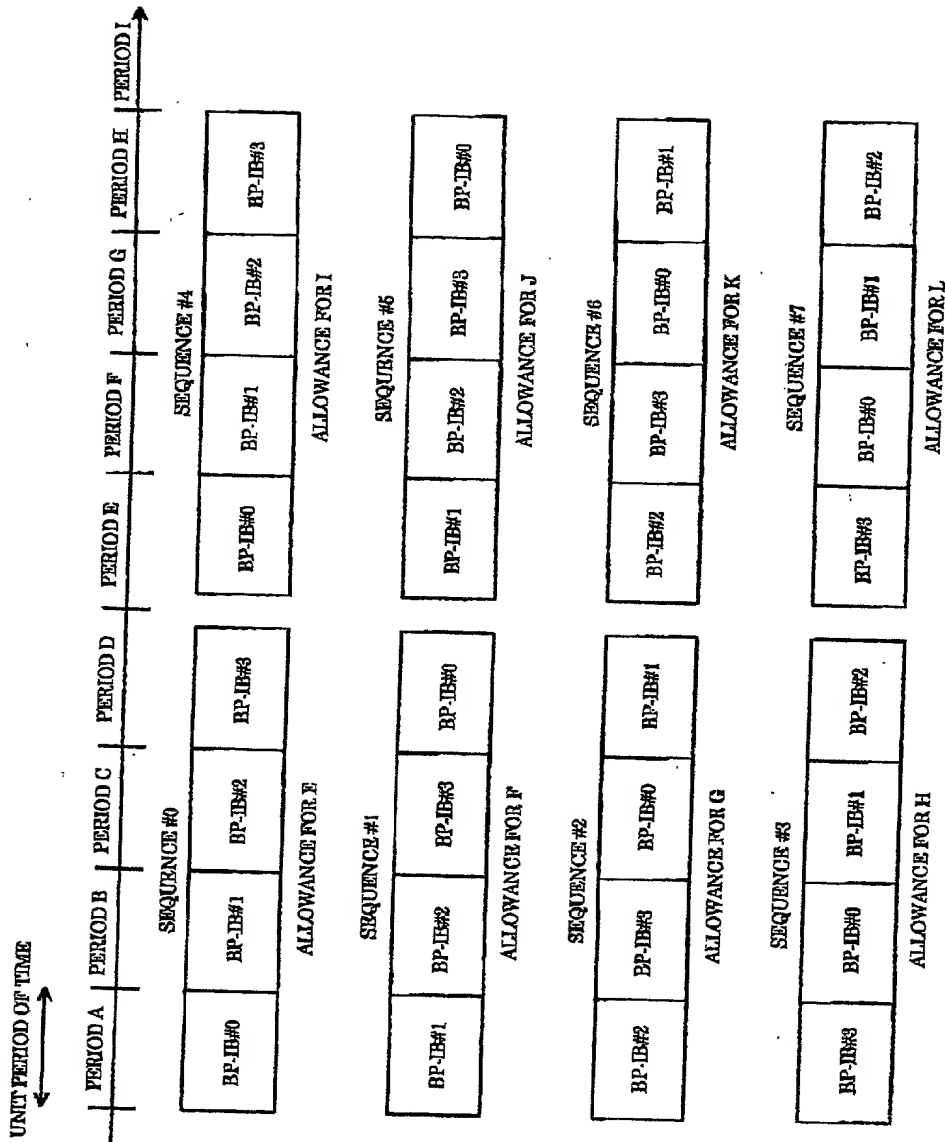 UNIT PERIOD OF TIME
PERIOD A PERIOD B PERIOD C PERIOD D PERIOD E PERIOD F PERIOD G PERIOD H PERIOD I
SEQUENCE #0 SEQUENCE #4
BP-IB#0 BP-IB#1 BP-IB#2 BP-IB#3 BP-IB#0 BP-IB#1 BP-IB#2 BP-IB#3
ALLOWANCE FOR E ALLOWANCE FOR I
SEQUENCE #1 SEQUENCE #5
BP-IB#1 BP-IB#2 BP-IB#3 BP-IB#0 BP-IB#1 BP-IB#2 BP-IB#3 BP-IB#0
ALLOWANCE FOR F ALLOWANCE FOR J
SEQUENCE #2 SEQUENCE #6
BP-IB#2 BP-IB#3 BP-IB#0 BP-IB#1 BP-IB#2 BP-IB#3 BP-IB#0 BP-IB#1
ALLOWANCE FOR G ALLOWANCE FOR K
SEQUENCE #3 SEQUENCE #7
BP-IB#3 BP-IB#0 BP-IB#1 BP-IB#2 BP-IB#3 BP-IB#0 BP-IB#1 BP-IB#2
ALLOWANCE FOR H ALLOWANCE FOR L